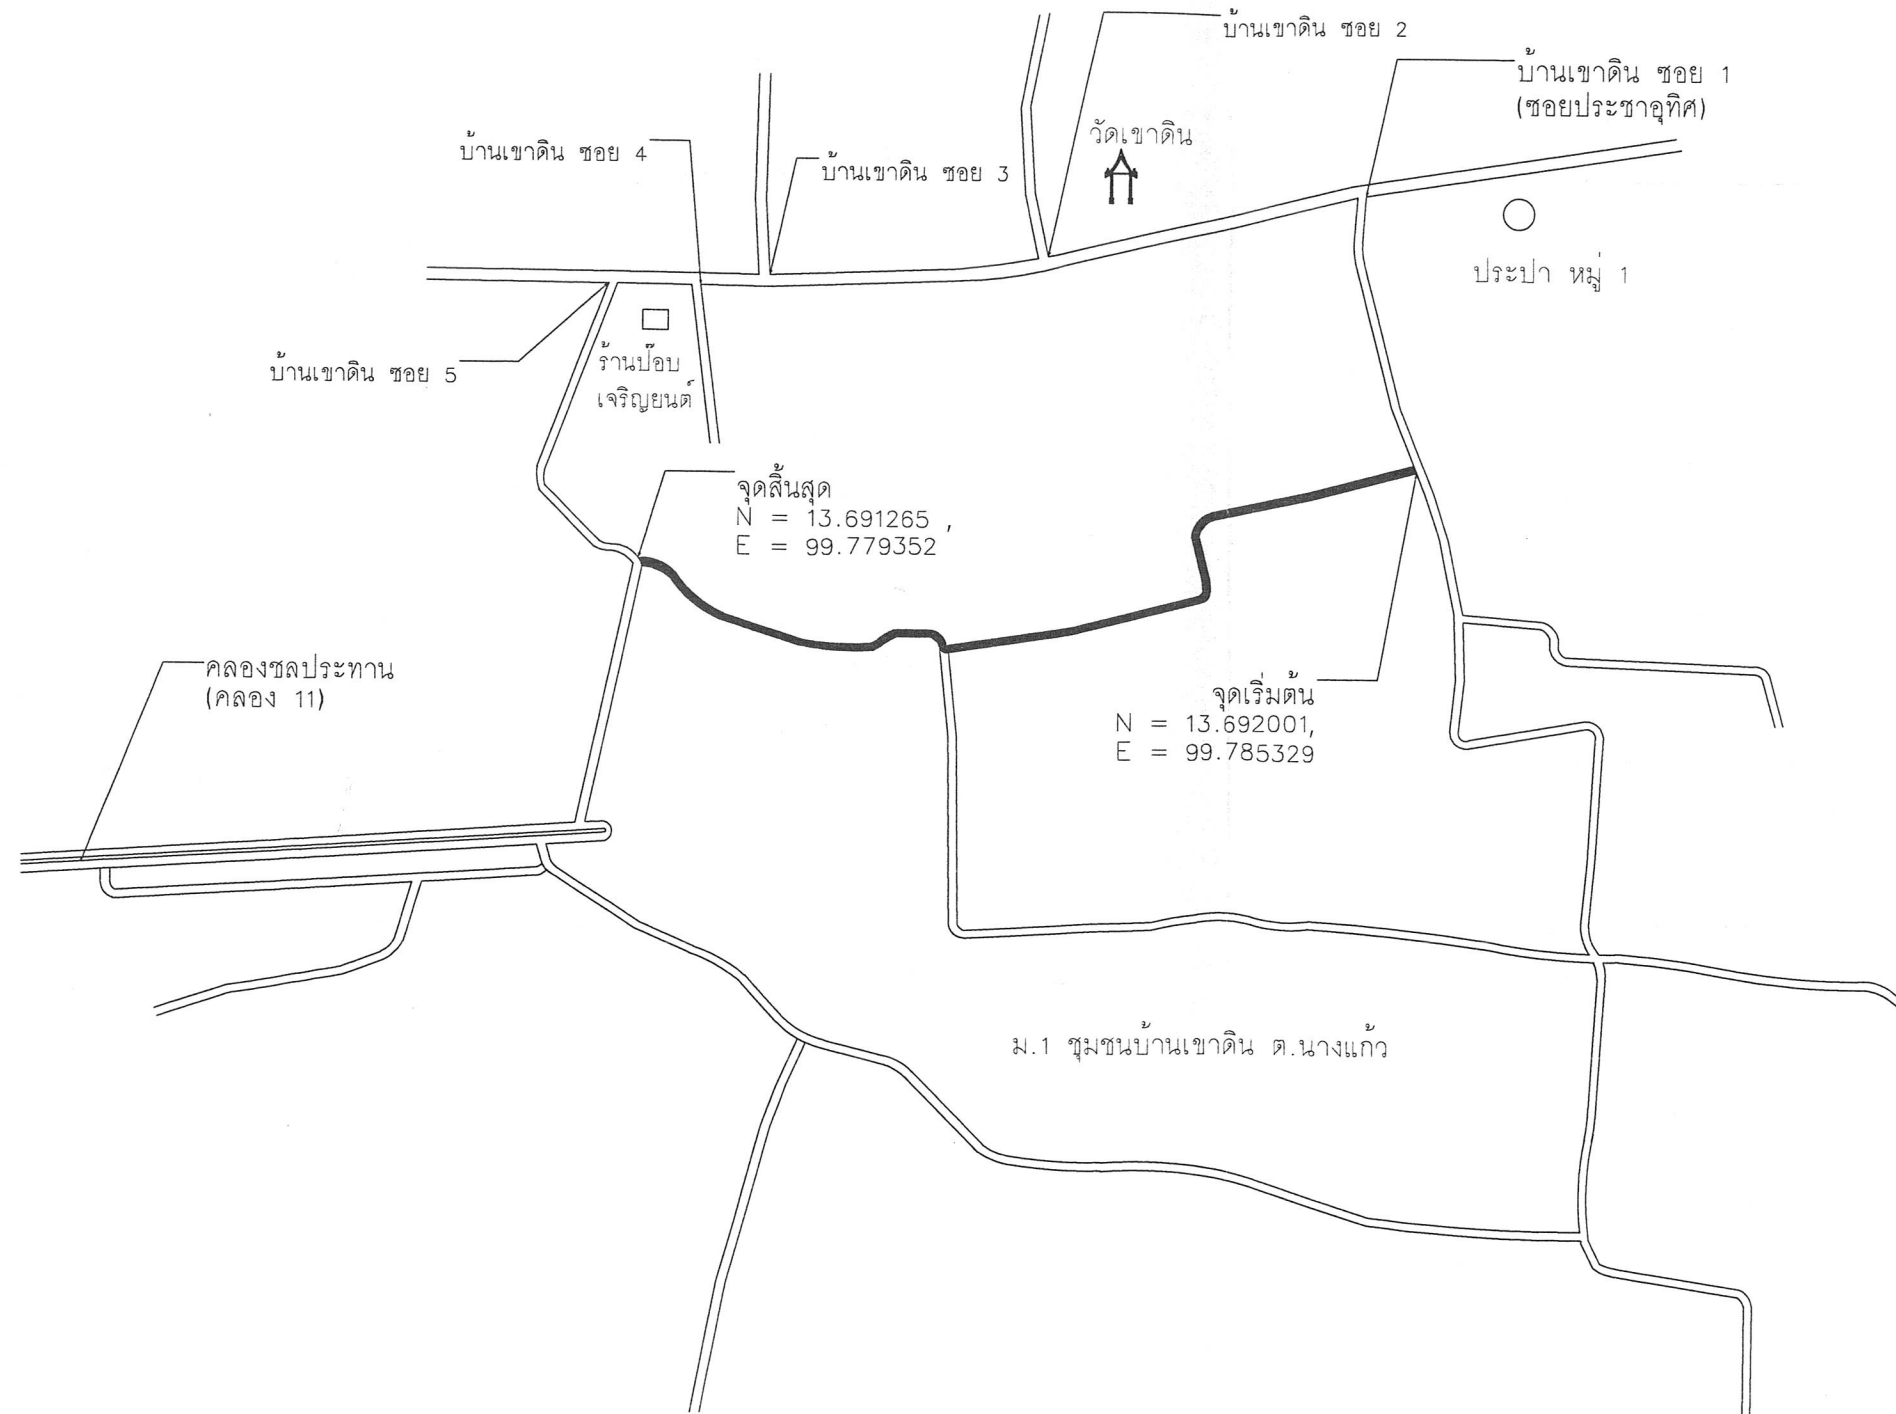 บ้านเขาดิน ซอย 2
บ้านเขาดิน ซอย 1
(ซอยประชาอุทิศ)
วัดเขาดิน
บ้านเขาดิน ซอย 4
บ้านเขาดิน ซอย 3
ประปา หมู่ 1
ร้านป๊อบ
เจริญยนต์
บ้านเขาดิน ซอย 5
จุดสิ้นสุด
N = 13.691265 ,
E = 99.779352
คลองชลประทาน
(คลอง 11)
จุดเริ่มต้น
N = 13.692001,
E = 99.785329
ม.1 ชุมชนบ้านเขาดิน ต.นางแก้ว